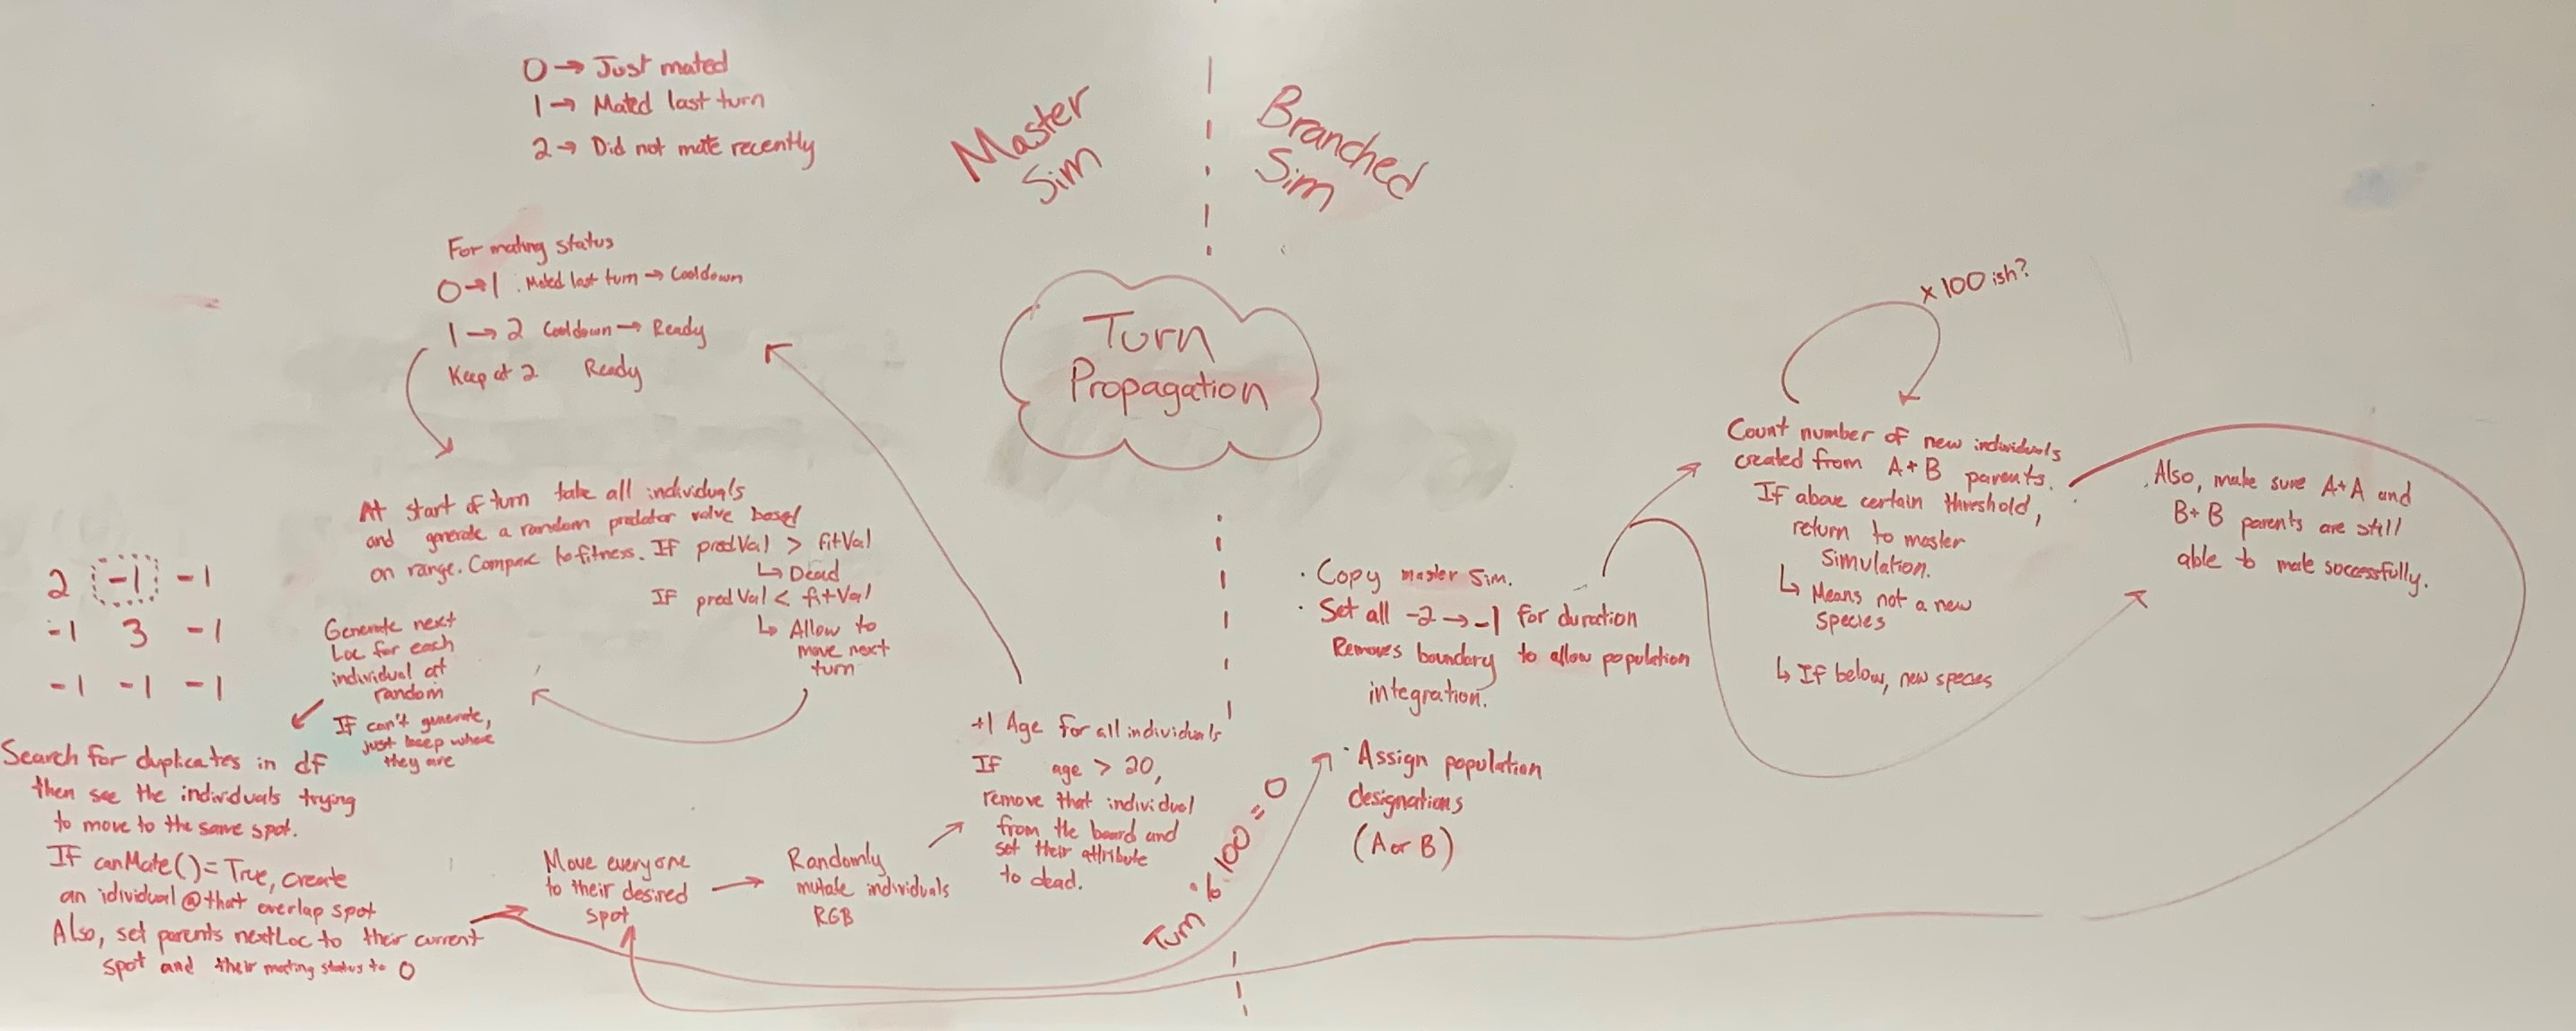 0 → Just mated
1 → Mated last turn
2 → Did not mate recently
Master
Sim
Branched
Sim
Turn
Propagation
For mating status
0→1 . Mated last turn → Cooldown
1 → 2 Cooldown → Ready
Keep at 2 Ready
At start of turn take all individuals
and generate a random predator value based
on range. Compare to fitness. If predVal > fitVal
↳ Dead
If predVal < fitVal
↳ Allow to
move next
turn
Generate next
Loc for each
individual at
random
If can't generate,
just keep where
they are
2 -1 -1
-1 3 -1
-1 -1 -1
Search for duplicates in df
then see the individuals trying
to move to the same spot.
If canMate()=True, create
an idividual @ that overlap spot
Also, set parents nextLoc to their current
spot and their mating status to 0
Move everyone
to their desired
spot
Randomly
mutate individuals
RGB
+1 Age for all individuals
If age > 20,
remove that individual
from the board and
set their attribute
to dead.
Turn % 100 = 0
· Copy master sim.
· Set all -2 → -1 for duration
Removes boundary to allow population
integration.
· Assign population
designations
(A or B)
x 100 ish?
Count number of new individuals
created from A + B parents.
If above certain threshold,
return to master
simulation.
↳ Means not a new
species
↳ If below, new species
. Also, make sure A+A and
B+B parents are still
able to mate soccessfully.